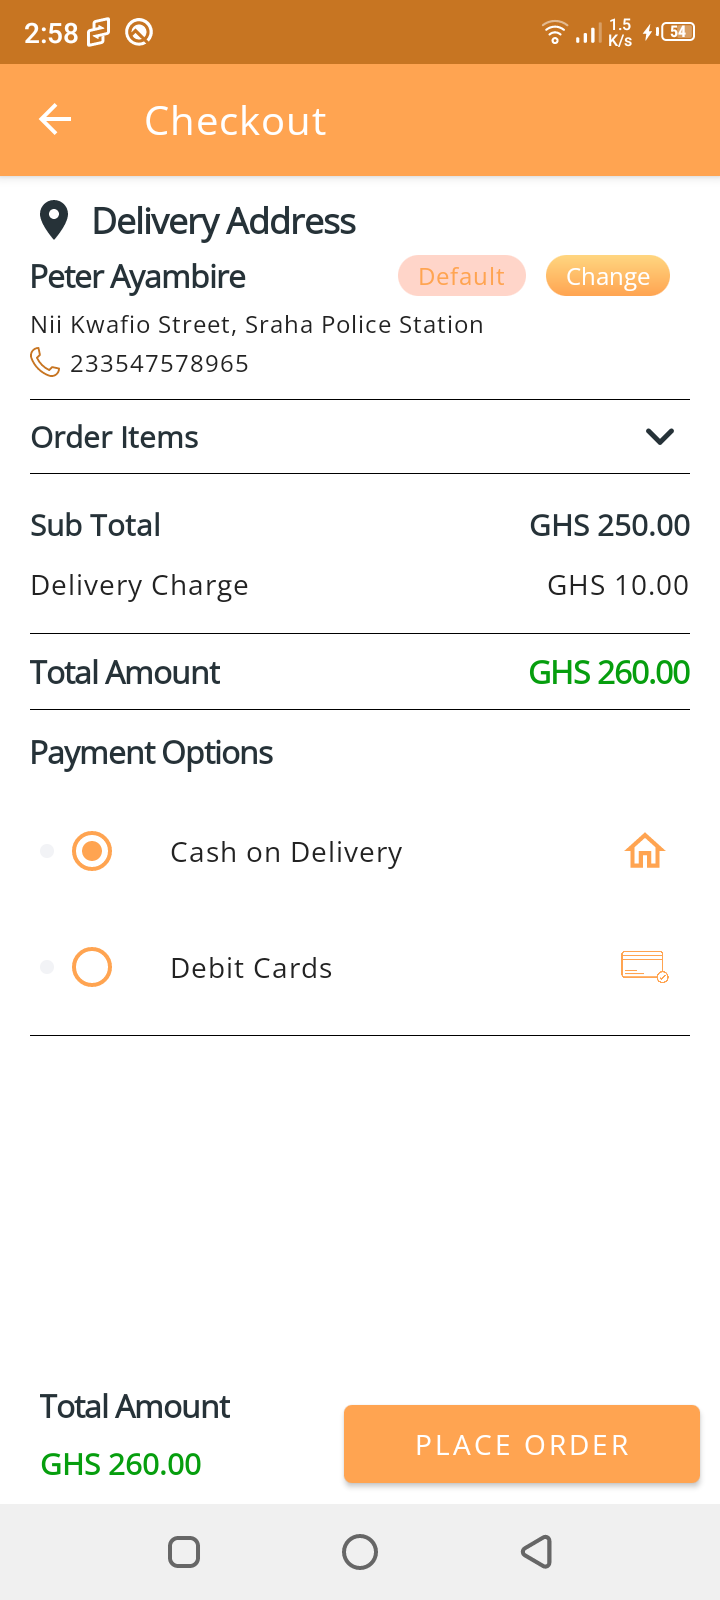 2:58
1.5
K/s
54
Checkout
Delivery Address
Peter Ayambire
Default
Change
Nii Kwafio Street, Sraha Police Station
233547578965
Order Items
Sub Total
GHS 250.00
Delivery Charge
GHS 10.00
Total Amount
GHS 260.00
Payment Options
Cash on Delivery
Debit Cards
Total Amount
GHS 260.00
PLACE ORDER